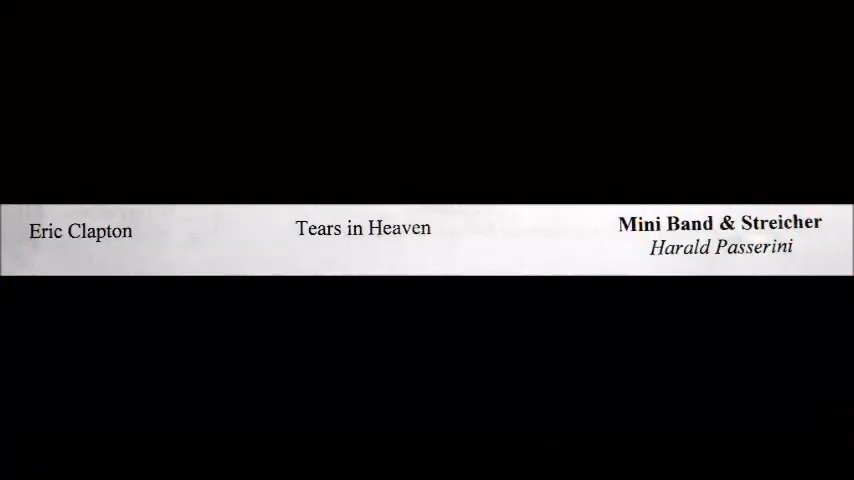 Eric Clapton
Tears in Heaven
Mini Band & Streicher
Harald Passerini